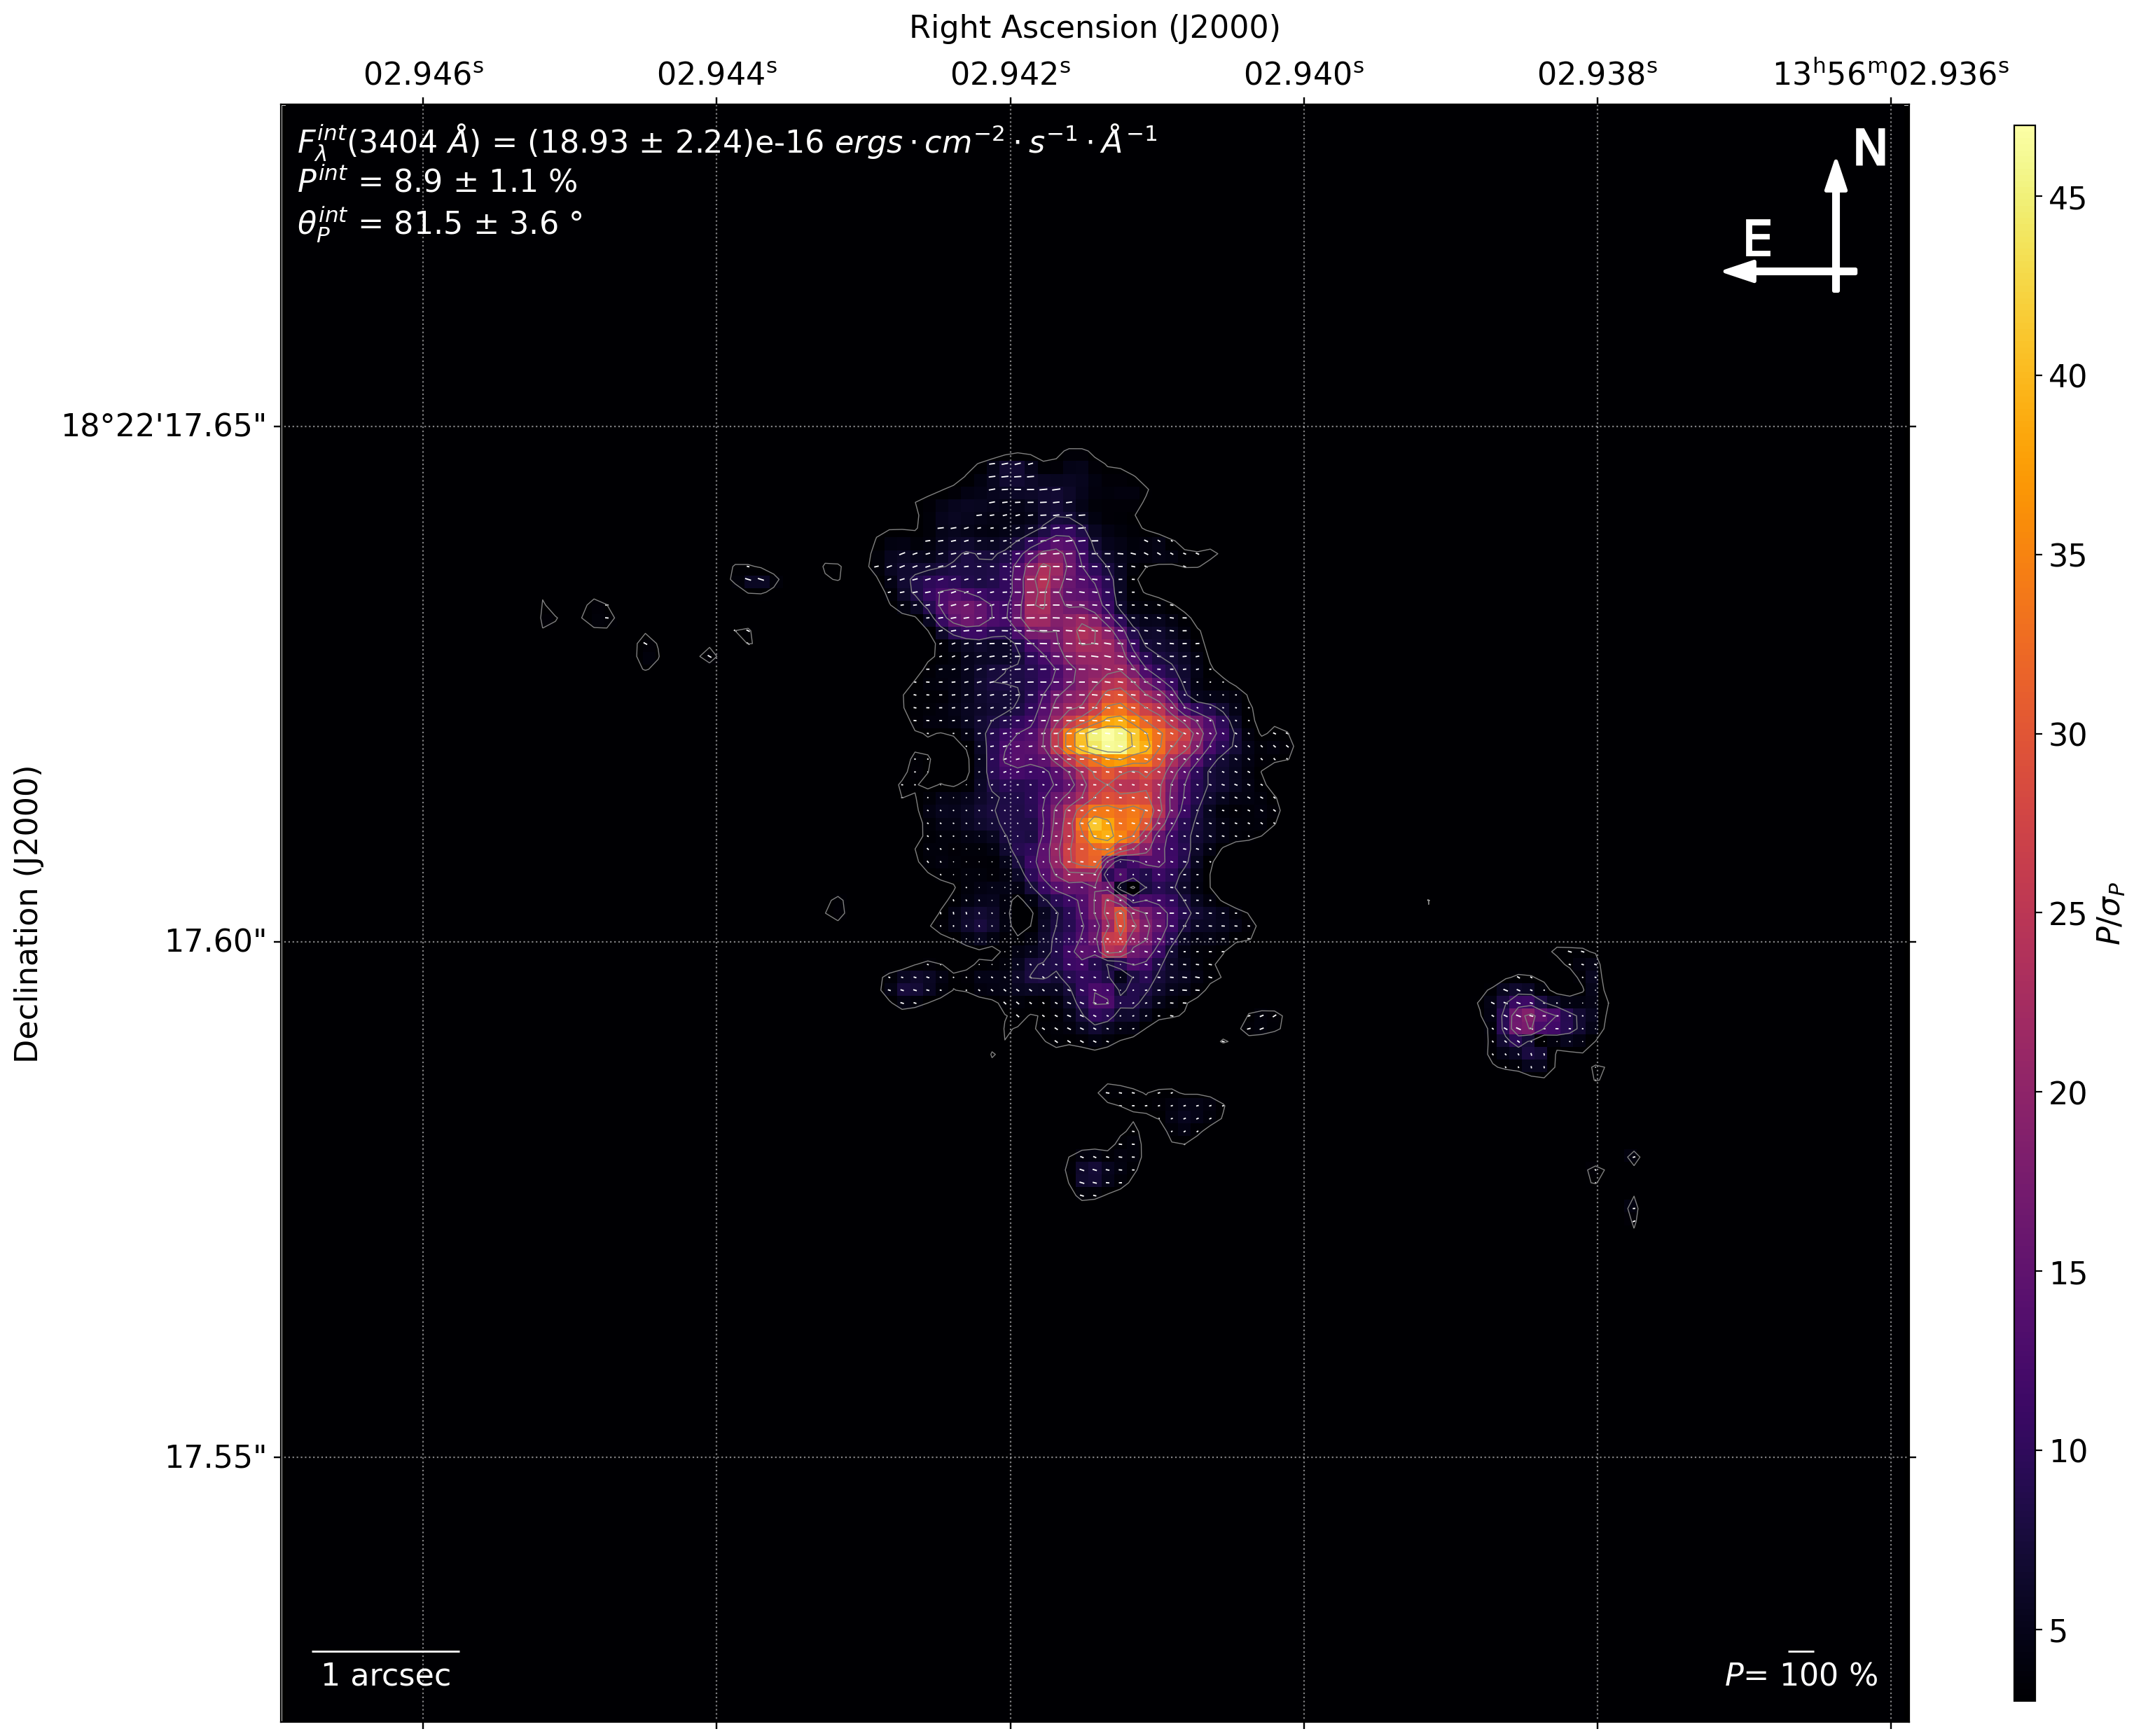 Right Ascension (J2000)
02.946ˢ 02.944ˢ 02.942ˢ 02.940ˢ 02.938ˢ 13ʰ56ᵐ02.936ˢ
F_λ^{int}(3404 Å) = (18.93 ± 2.24)e-16 ergs · cm⁻² · s⁻¹ · Å⁻¹
P^{int} = 8.9 ± 1.1 %
θ_P^{int} = 81.5 ± 3.6 °
N
E
18°22'17.65"
17.60"
17.55"
Declination (J2000)
1 arcsec
P= 100 %
45
40
35
30
25
20
15
10
5
P/σ_P